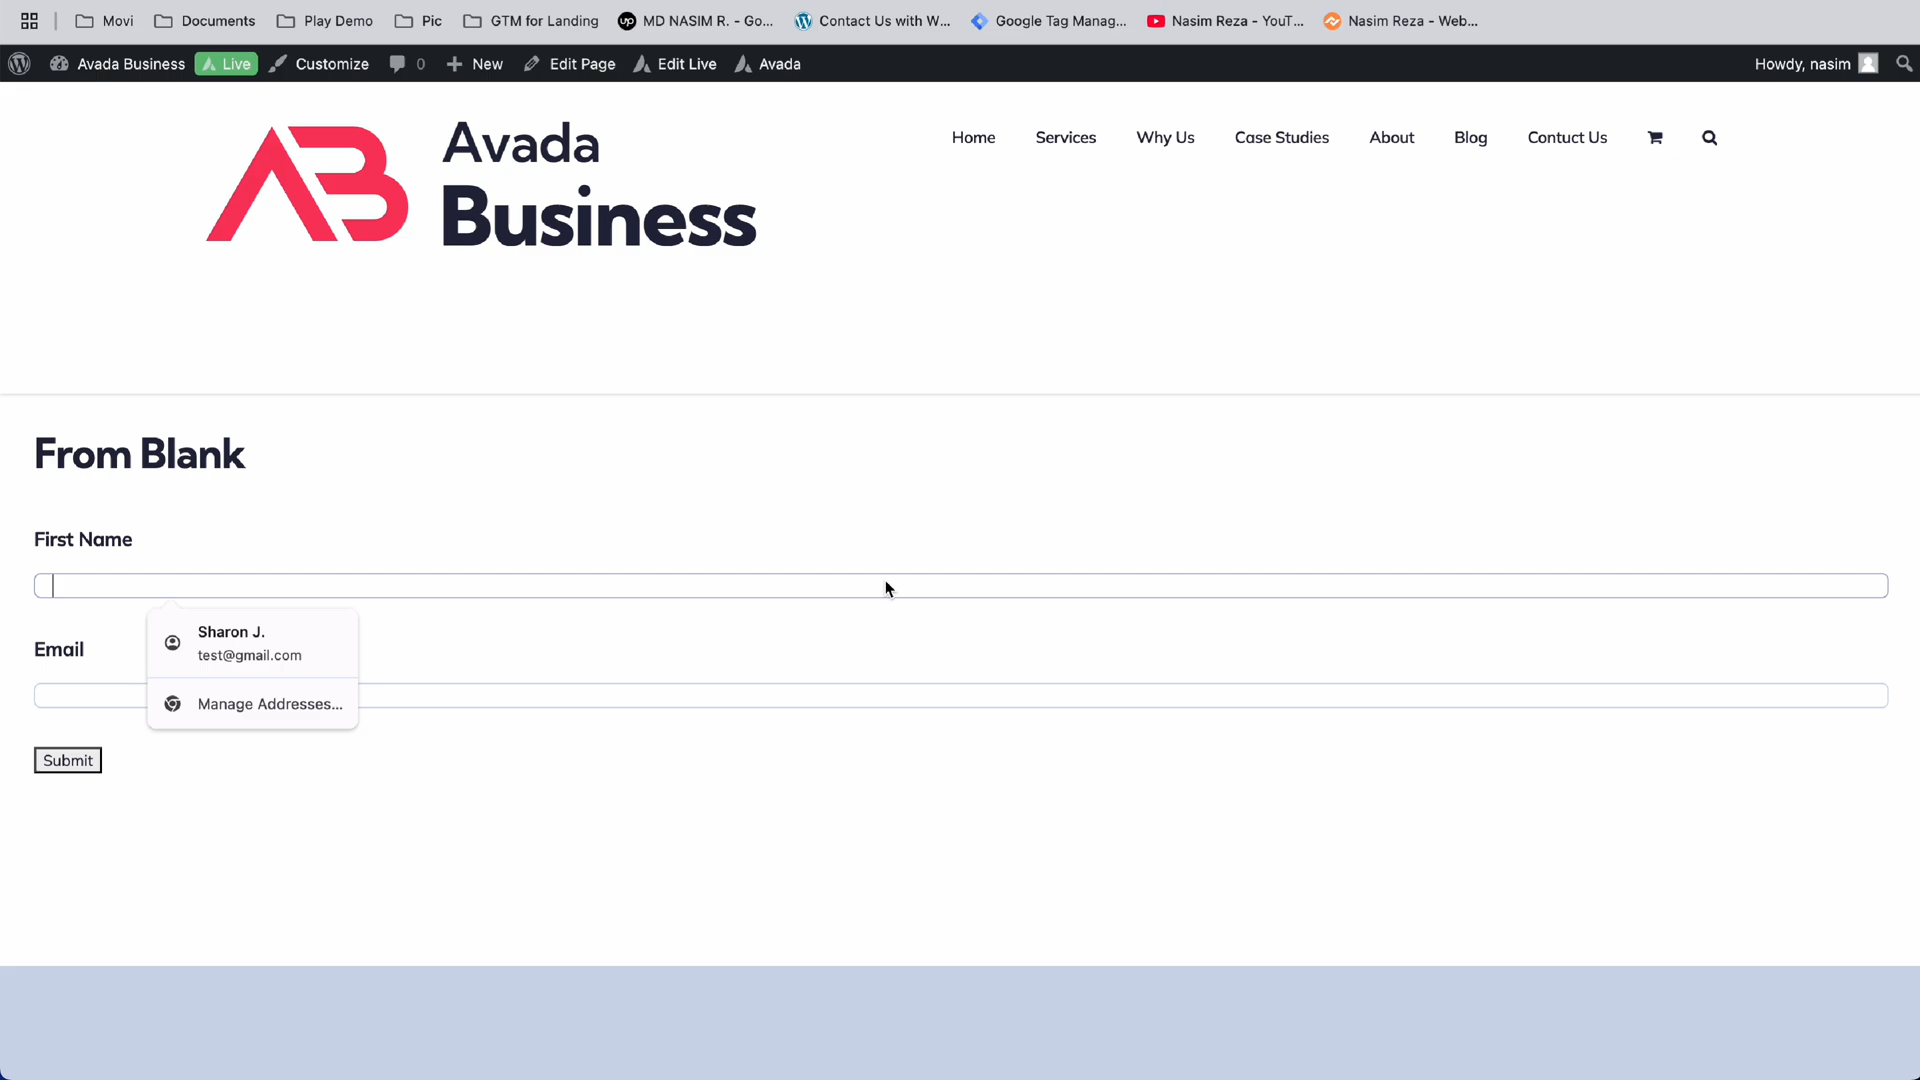 Movi Documents Play Demo Pic GTM for Landing MD NASIM R. - Go... Contact Us with W... Google Tag Manag... Nasim Reza - YouT... Nasim Reza - Web...
Avada Business Live Customize 0 New Edit Page Edit Live Avada Howdy, nasim
Avada
Business
Home Services Why Us Case Studies About Blog Contuct Us
From Blank
First Name
Sharon J.
test@gmail.com
Email
Manage Addresses...
Submit